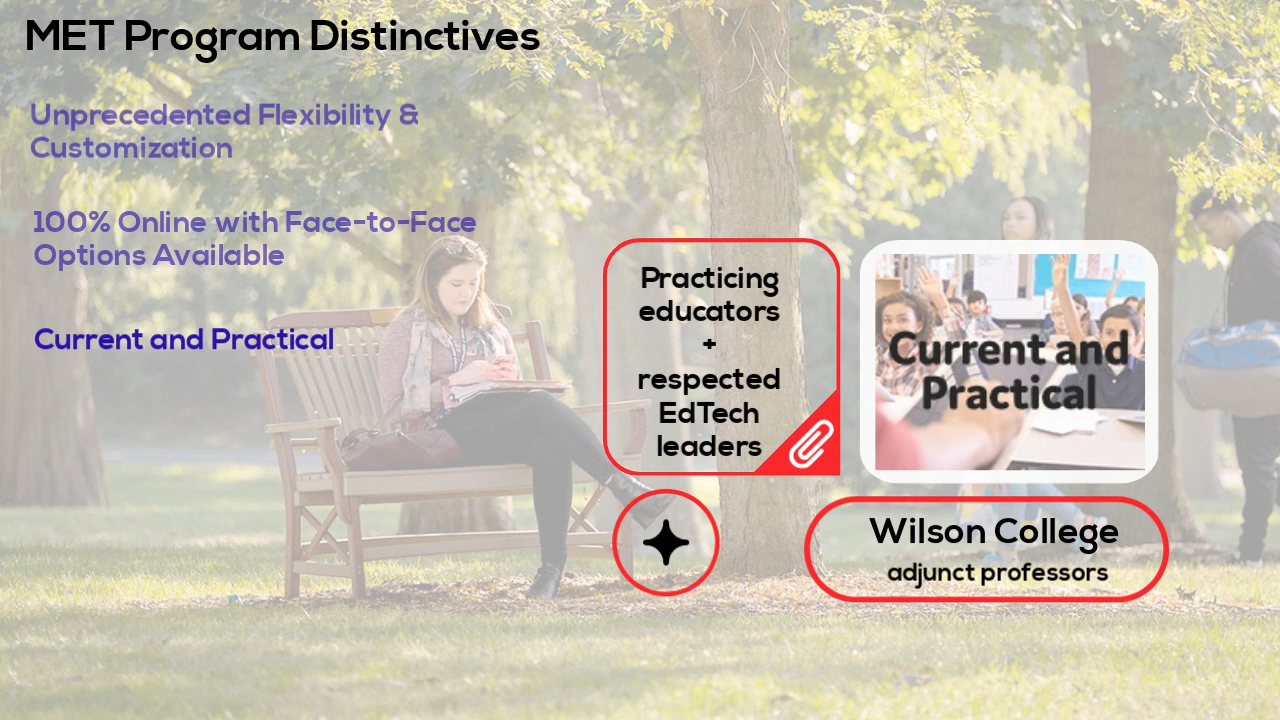 MET Program Distinctives
Unprecedented Flexibility &
Customization
100% Online with Face-to-Face
Options Available
Current and Practical
Practicing
educators
+
respected
EdTech
leaders
Current and
Practical
Wilson College
adjunct professors